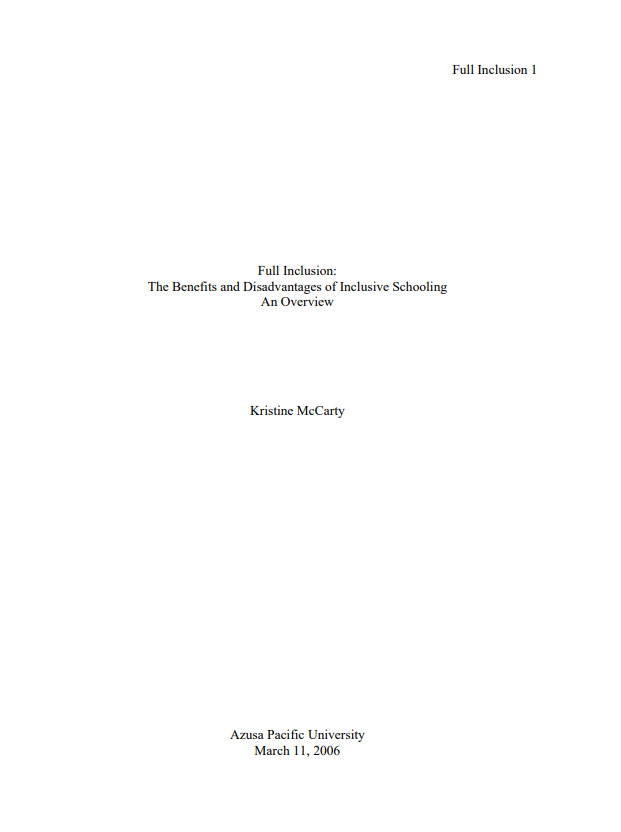 Full Inclusion 1
Full Inclusion:
The Benefits and Disadvantages of Inclusive Schooling
An Overview
Kristine McCarty
Azusa Pacific University
March 11, 2006